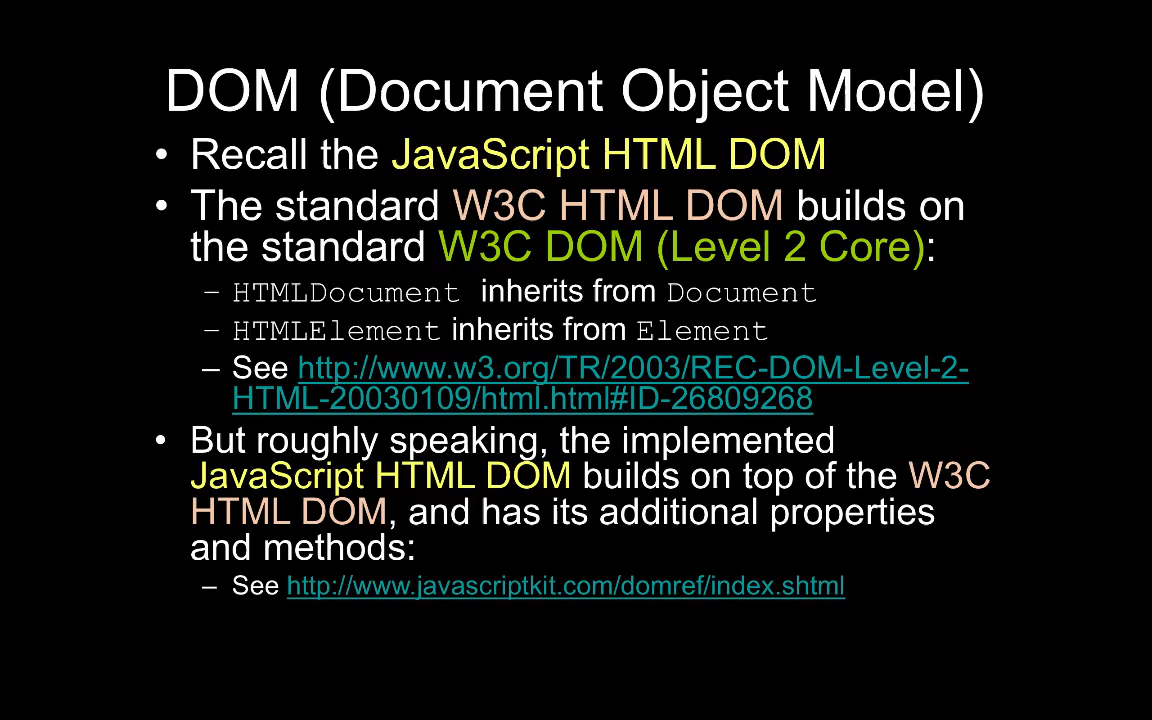 DOM (Document Object Model)
• Recall the JavaScript HTML DOM
• The standard W3C HTML DOM builds on
the standard W3C DOM (Level 2 Core):
– HTMLDocument inherits from Document
– HTMLElement inherits from Element
– See http://www.w3.org/TR/2003/REC-DOM-Level-2-
HTML-20030109/html.html#ID-26809268
• But roughly speaking, the implemented
JavaScript HTML DOM builds on top of the W3C
HTML DOM, and has its additional properties
and methods:
– See http://www.javascriptkit.com/domref/index.shtml